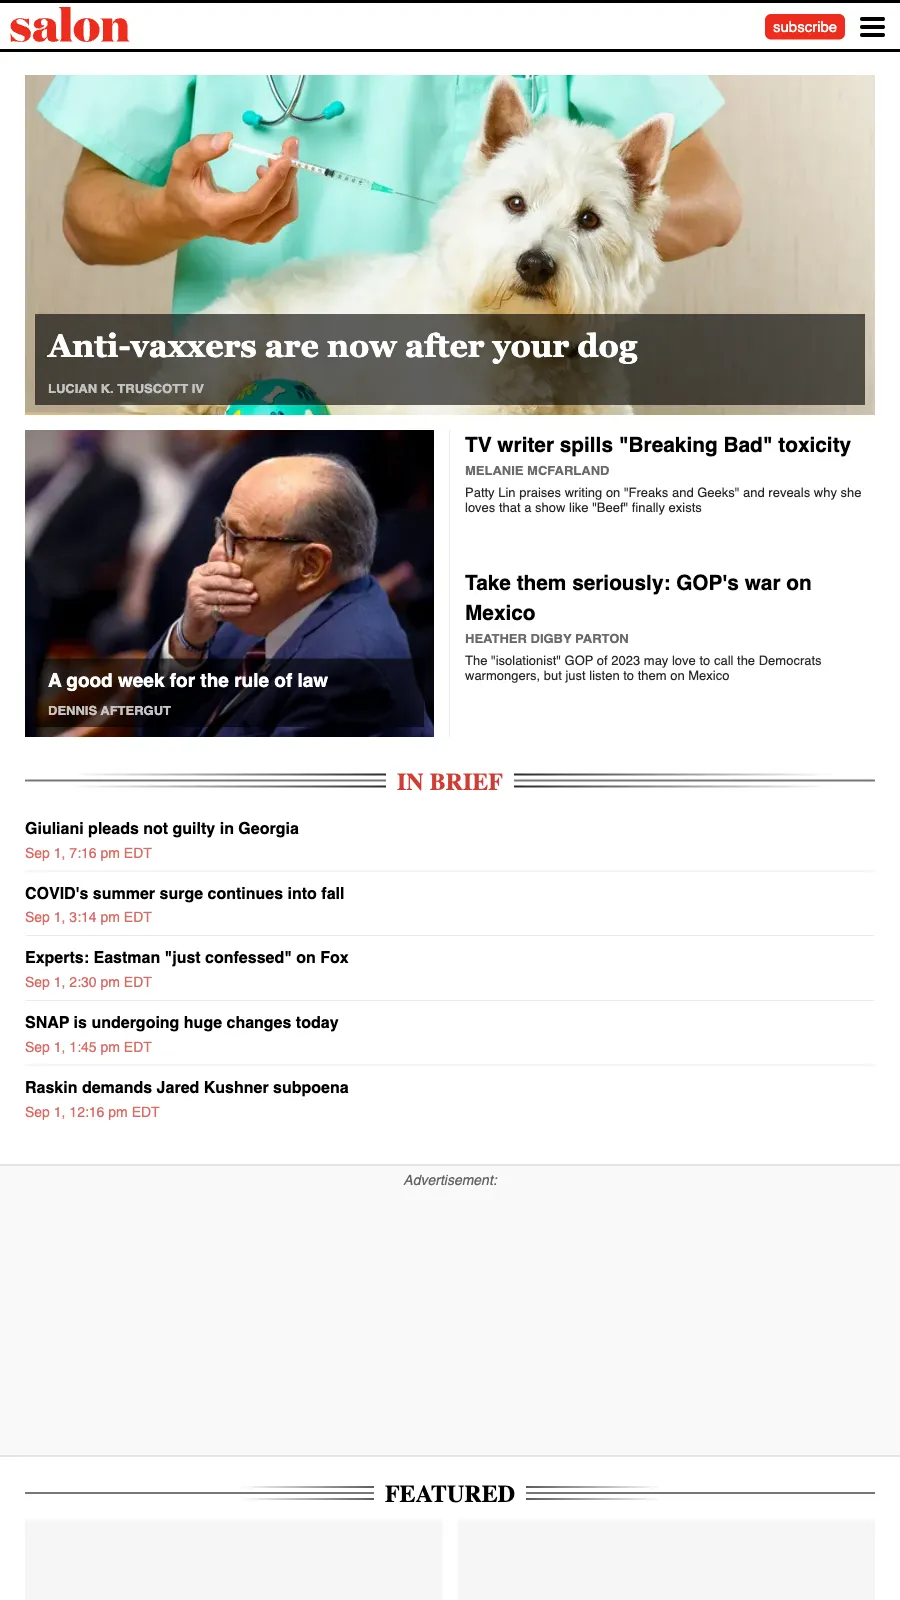 salon
subscribe
Anti-vaxxers are now after your dog
LUCIAN K. TRUSCOTT IV
A good week for the rule of law
DENNIS AFTERGUT
TV writer spills "Breaking Bad" toxicity
MELANIE MCFARLAND
Patty Lin praises writing on "Freaks and Geeks" and reveals why she
loves that a show like "Beef" finally exists
Take them seriously: GOP's war on
Mexico
HEATHER DIGBY PARTON
The "isolationist" GOP of 2023 may love to call the Democrats
warmongers, but just listen to them on Mexico
IN BRIEF
Giuliani pleads not guilty in Georgia
Sep 1, 7:16 pm EDT
COVID's summer surge continues into fall
Sep 1, 3:14 pm EDT
Experts: Eastman "just confessed" on Fox
Sep 1, 2:30 pm EDT
SNAP is undergoing huge changes today
Sep 1, 1:45 pm EDT
Raskin demands Jared Kushner subpoena
Sep 1, 12:16 pm EDT
Advertisement:
FEATURED